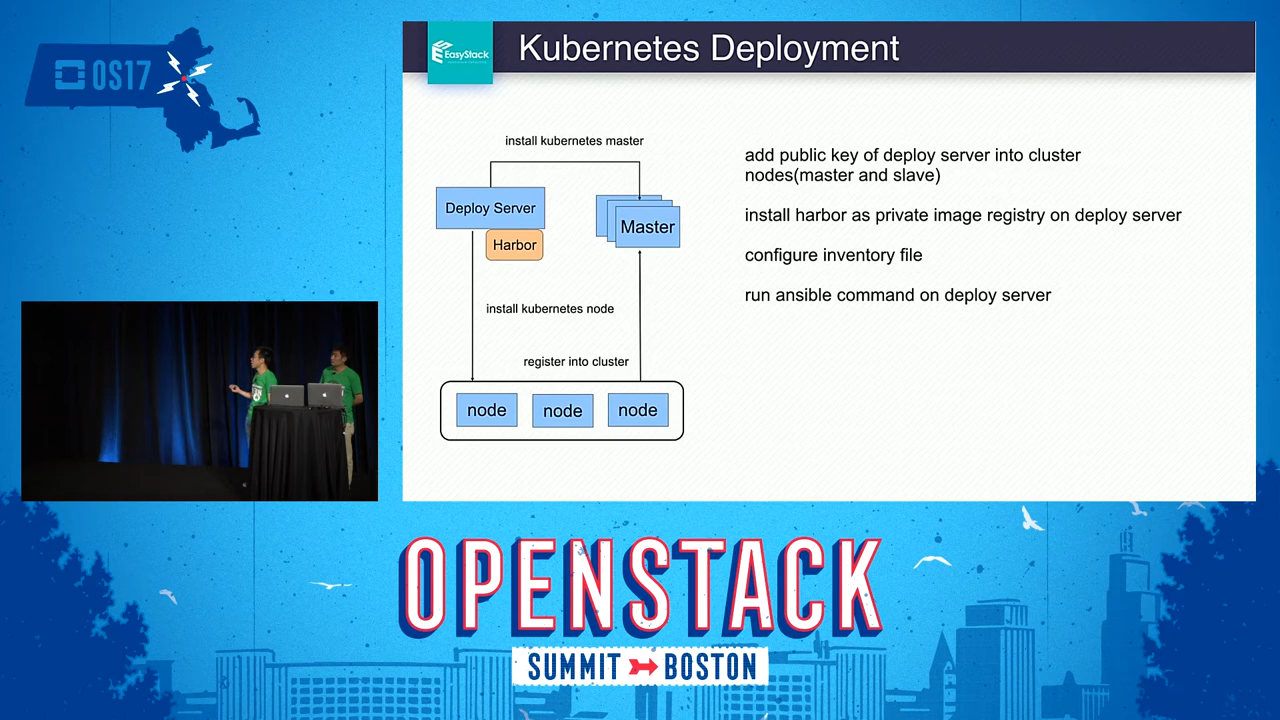 OS17
EasyStack
Kubernetes Deployment
install kubernetes master
Deploy Server
Harbor
Master
install kubernetes node
register into cluster
node
node
node
add public key of deploy server into cluster
nodes(master and slave)
install harbor as private image registry on deploy server
configure inventory file
run ansible command on deploy server
OPENSTACK
SUMMIT BOSTON